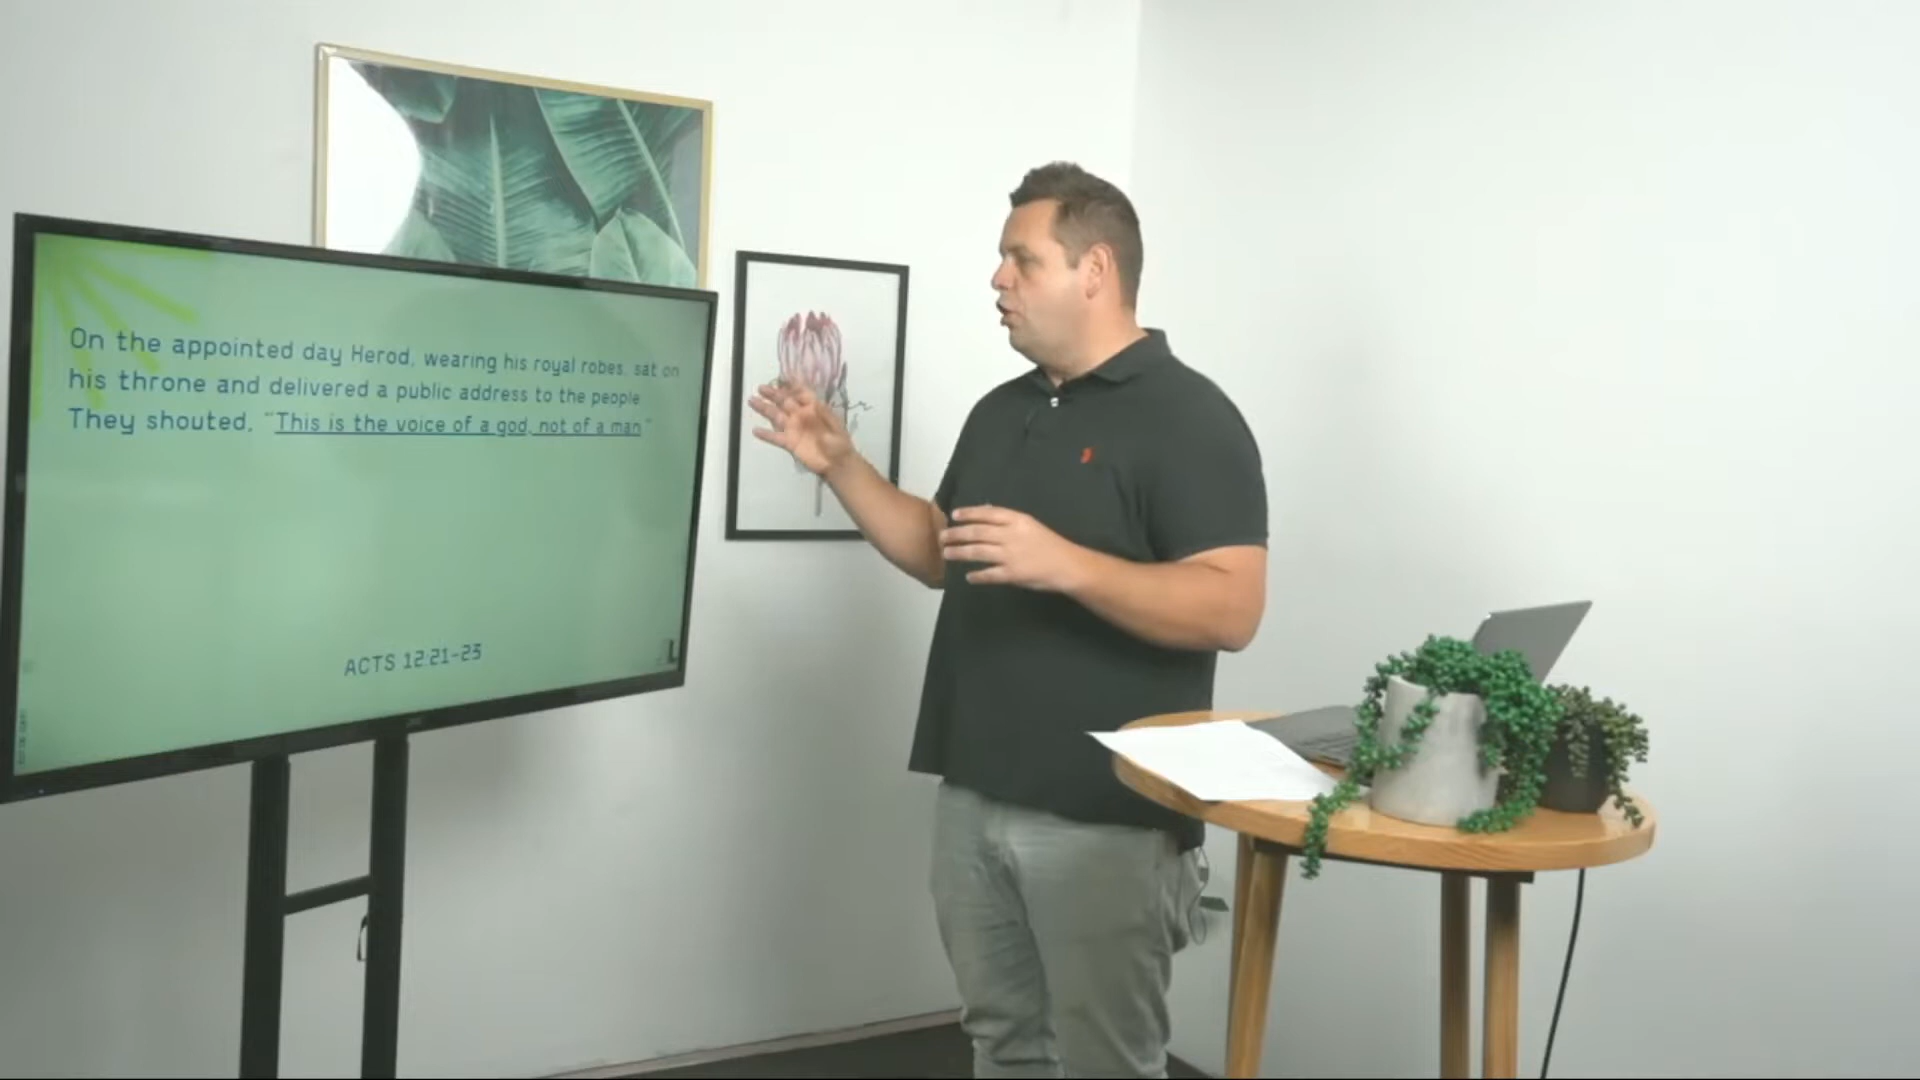 On the appointed day Herod, wearing his royal robes, sat on
his throne and delivered a public address to the people.
They shouted, "This is the voice of a god, not of a man."
ACTS 12:21-23